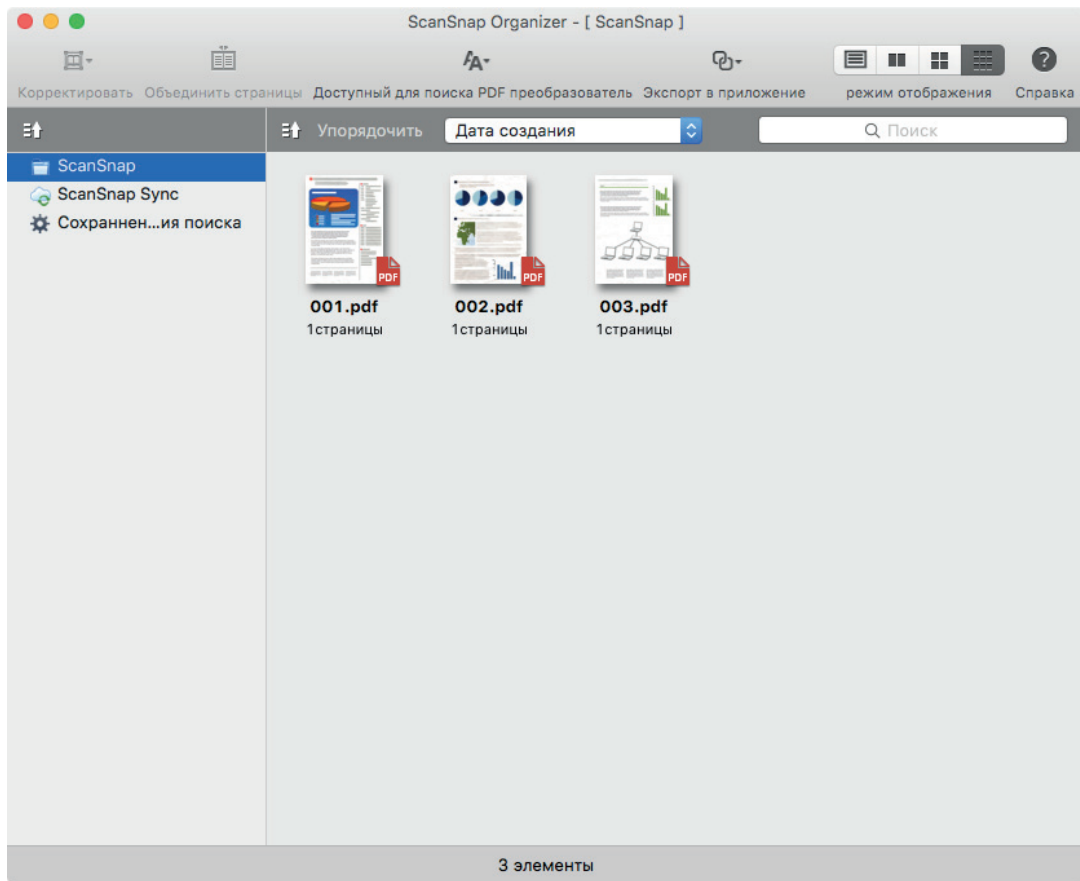 ScanSnap Organizer - [ ScanSnap ]
Корректировать Объединить страницы Доступный для поиска PDF преобразователь Экспорт в приложение режим отображения Справка
Упорядочить Дата создания Поиск
ScanSnap
ScanSnap Sync
Сохраннен...ия поиска
PDF PDF PDF
001.pdf 002.pdf 003.pdf
1страницы 1страницы 1страницы
3 элементы